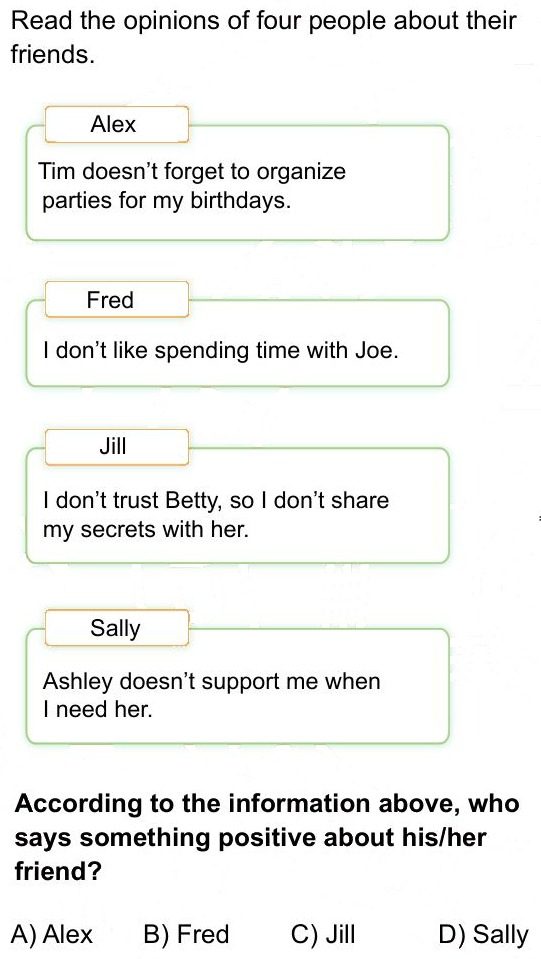 Read the opinions of four people about their
friends.
Alex
Tim doesn't forget to organize
parties for my birthdays.
Fred
I don't like spending time with Joe.
Jill
I don't trust Betty, so I don't share
my secrets with her.
Sally
Ashley doesn't support me when
I need her.
According to the information above, who
says something positive about his/her
friend?
A) Alex B) Fred C) Jill D) Sally